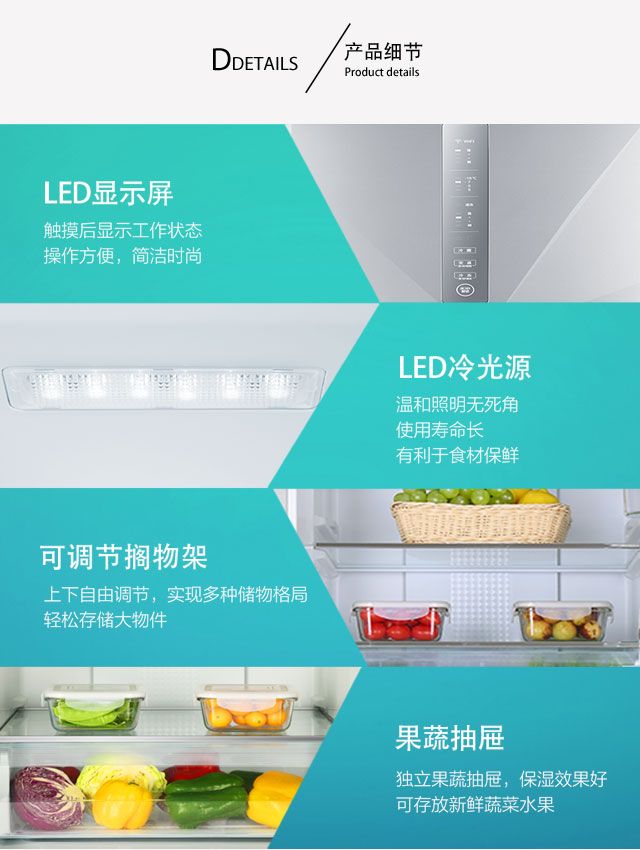 DDETAILS
产品细节
Product details
LED显示屏
触摸后显示工作状态
操作方便，简洁时尚
LED冷光源
温和照明无死角
使用寿命长
有利于食材保鲜
可调节搁物架
上下自由调节，实现多种储物格局
轻松存储大物件
果蔬抽屉
独立果蔬抽屉，保湿效果好
可存放新鲜蔬菜水果